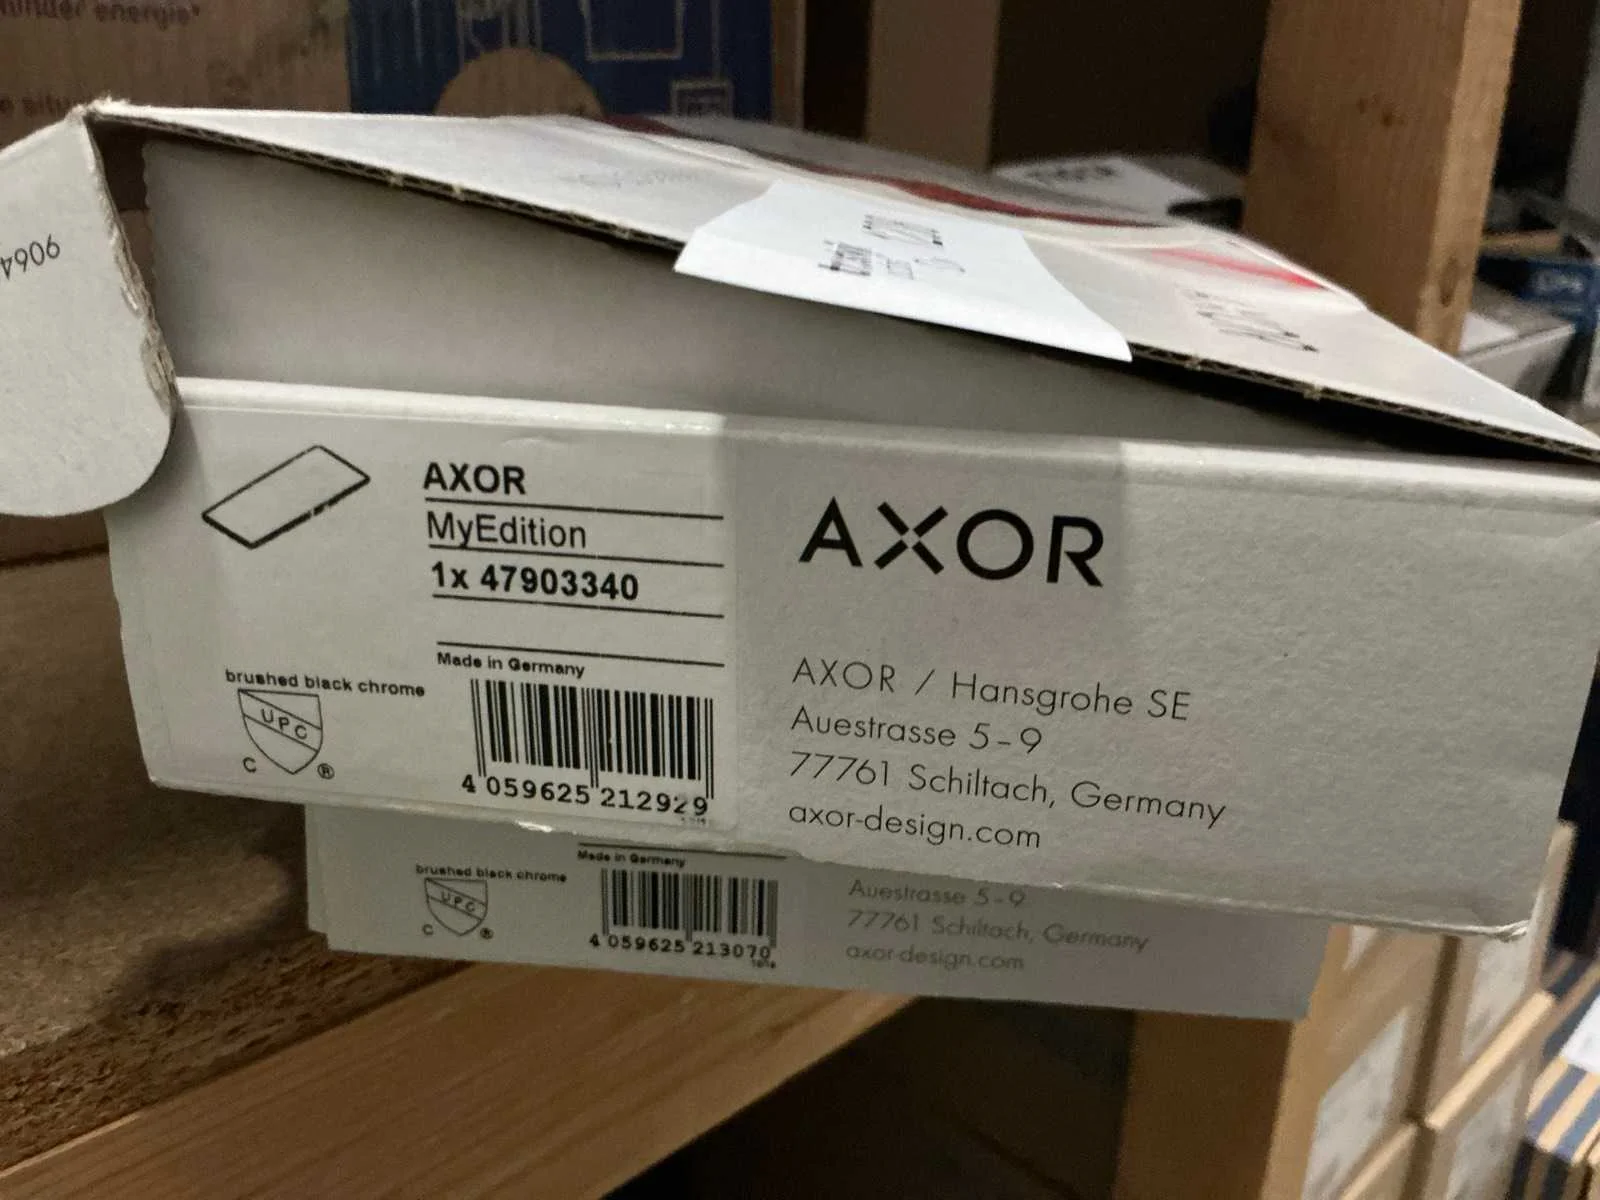 minder energie*
9064
AXOR
MyEdition
1x 47903340
Made in Germany
brushed black chrome
UPC
C ®
4 059625 212929
AXOR
AXOR / Hansgrohe SE
Auestrasse 5-9
77761 Schiltach, Germany
axor-design.com
Made in Germany
brushed black chrome
UPC
C ®
4 059625 213070
Auestrasse 5-9
77761 Schiltach, Germany
axor-design.com